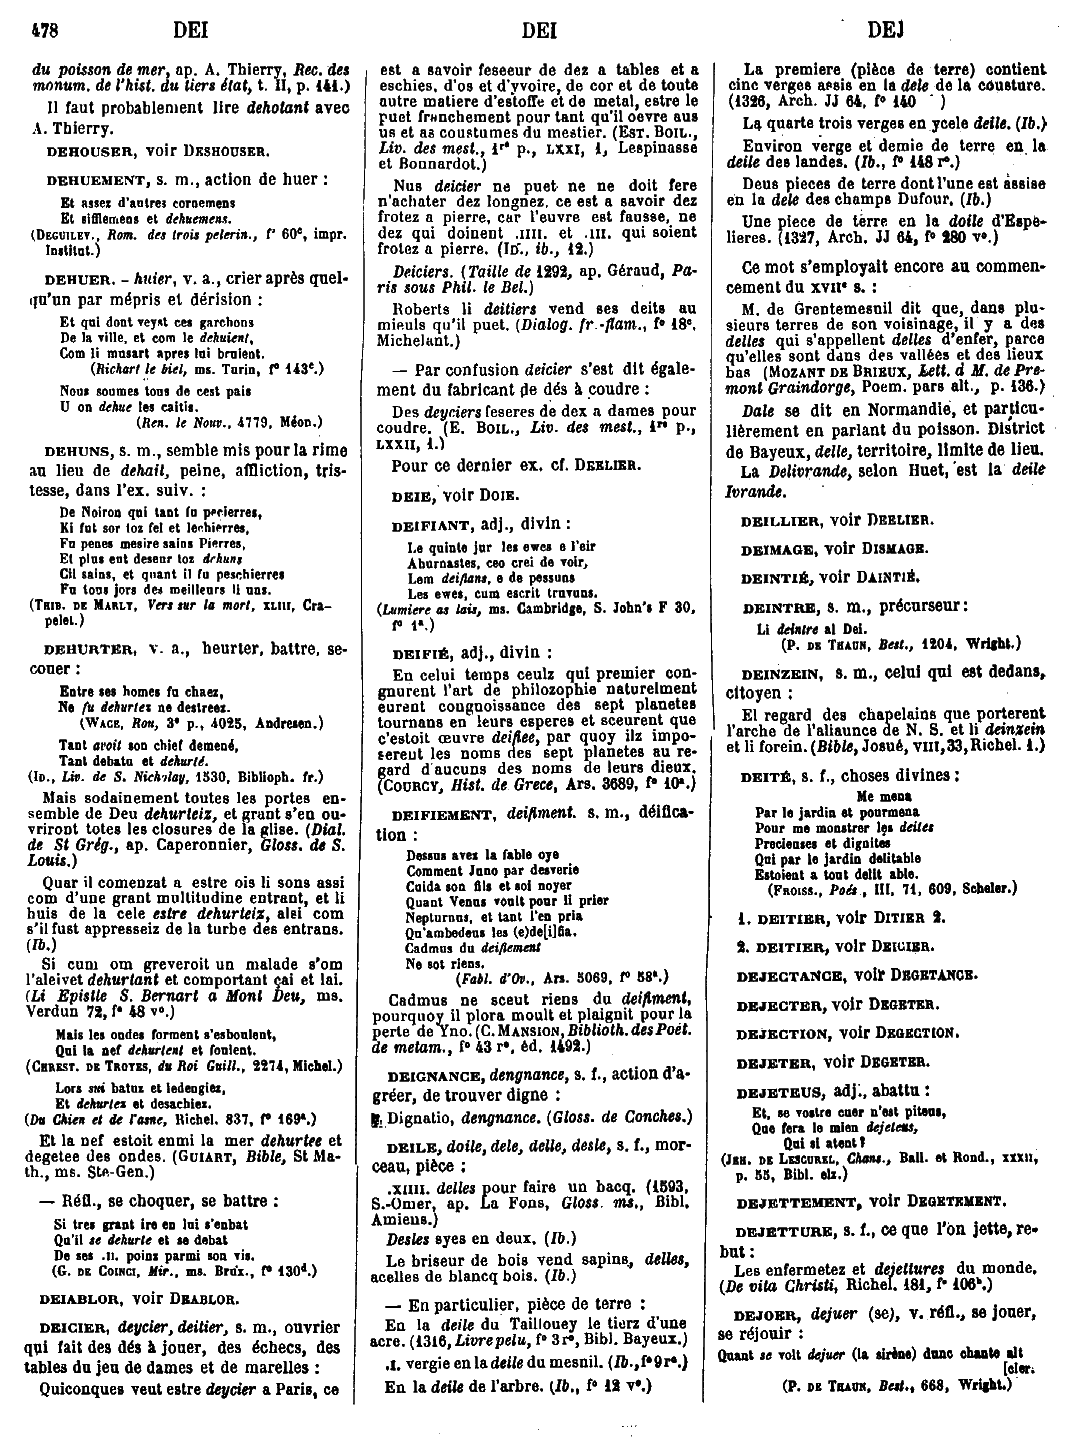 478 DEI DEI DEJ
du poisson de mer, ap. A. Thierry, Rec. des
monum. de l'hist. du tiers état, t. II, p. 141.)
Il faut probablement lire dehotant avec
A. Thierry.
DEHOUSER, voir DESHOUSER.
DEHUEMENT, s. m., action de huer :
Et assez d'autres cornemens
Et sifflemens et dehuemens.
(DEGUILEV., Rom. des trois pelerin., f° 60c, impr.
Institut.)
DEHUER. - huier, v. a., crier après quel-
qu'un par mépris et dérision :
Et qui dont veyst ces garchons
De la ville, et com le dehuient,
Com li musart apres lui bruient.
(Richart le biel, ms. Turin, f° 143c.)
Nous soumes tous de cest pais
U on dehue les caitis.
(Ren. le Nouv., 4779, Méon.)
DEHUNS, s. m., semble mis pour la rime
au lieu de dehait, peine, affliction, tris-
tesse, dans l'ex. suiv. :
De Noiron qui tant fu pecierres,
Ki fut sor toz fel et lechierres,
Fu penes mesire sains Pierres,
Et plus ent deseur toz dehuns
Cil sains, et quant il fu peschierres
Fu tous jors des meilleurs li uns.
(THIB. DE MARLY, Vers sur la mort, XLIII, Cra-
pelet.)
DEHURTER, v. a., heurter, battre, se-
couer :
Entre ses homes fu chaez,
Ne fu dehurtez ne destreez.
(WACE, Rou, 3e p., 4025, Andresen.)
Tant avoit son chief demené,
Tant debatu et dehurté.
(ID., Liv. de S. Nicholay, 1530, Biblioph. fr.)
Mais sodainement toutes les portes en-
semble de Deu dehurteiz, et grunt s'en ou-
vriront totes les closures de la glise. (Dial.
de St Grég., ap. Caperonnier, Gloss. de S.
Louis.)
Quar il comenzat a estre ois li sons assi
com d'une grant multitudine entrant, et li
huis de la cele estre dehurteiz, alei com
s'il fust appresseiz de la turbe des entrans.
(Ib.)
Si cum om greveroit un malade s'om
l'aleivet dehurtant et comportant çai et lai.
(Li Epistle S. Bernart a Mont Deu, ms.
Verdun 72, f° 48 v°.)
Mais les ondes forment s'esboulent,
Qui la nef dehurtent et foulent.
(CHREST. DE TROYES, du Roi Guill., 2274, Michel.)
Lors sui batuz et ledengiez,
Et dehurtez et desachiez.
(Du Chien et de l'asne, Richel. 837, f° 169a.)
Et la nef estoit enmi la mer dehurtee et
degetee des ondes. (GUIART, Bible, St Ma-
th., ms. Ste-Gen.)
— Réfl., se choquer, se battre :
Si tres grant ire en lui s'enbat
Qu'il se dehurte et se debat
De ses .II. poinz parmi son vis.
(G. DE COINCI, Mir., ms. Brux., f° 130d.)
DEIABLOR, voir DEABLOR.
DEICIER, deycier, deitier, s. m., ouvrier
qui fait des dés à jouer, des échecs, des
tables du jeu de dames et de marelles :
Quiconques veut estre deycier a Paris, ce
est a savoir feseeur de dez a tables et a
eschies, d'os et d'yvoire, de cor et de toute
autre matiere d'estoffe et de metal, estre le
puet franchement pour tant qu'il oevre aus
us et as coustumes du mestier. (EST. BOIL.,
Liv. des mest., 1re p., LXXI, 1, Lespinasse
et Bonnardot.)
Nus deicier ne puet ne ne doit fere
n'achater dez longnez, ce est a savoir dez
frotez a pierre, car l'euvre est fausse, ne
dez qui doinent .IIII. et .III. qui soient
frotez a pierre. (ID., ib., 12.)
Deiciers. (Taille de 1292, ap. Géraud, Pa-
ris sous Phil. le Bel.)
Roberts li deitiers vend ses deits au
mieuls qu'il puet. (Dialog. fr.-flam., f° 18c,
Michelant.)
— Par confusion deicier s'est dit égale-
ment du fabricant de dés à coudre :
Des deyciers feseres de dex a dames pour
coudre. (E. BOIL., Liv. des mest., 1re p.,
LXXII, 1.)
Pour ce dernier ex. cf. DEELIER.
DEIE, voir DOIE.
DEIFIANT, adj., divin :
Le quinte jur les ewes e l'eir
Aburnastes, ceo crei de voir,
Lem deifians, e de pessuns
Les ewes, cum escrit truvuns.
(Lumiere as lais, ms. Cambridge, S. John's F 30,
f° 1a.)
DEIFIÉ, adj., divin :
En celui temps ceulz qui premier con-
gnurent l'art de philozophie naturelment
eurent congnoissance des sept planetes
tournans en leurs esperes et sceurent que
c'estoit œuvre deifiee, par quoy ilz impo-
serent les noms des sept planetes au re-
gard d'aucuns des noms de leurs dieux.
(COURCY, Hist. de Grece, Ars. 3689, f° 10a.)
DEIFIEMENT, deifiment. s. m., déifica-
tion :
Dessus avez la fable oye
Comment Juno par desverie
Cuida son fils et soi noyer
Quant Venus voult pour li prier
Nepturnus, et tant l'en pria
Qu'ambedeus les (e)de[i]fia.
Cadmus du deifiement
Ne sot riens.
(Fabl. d'Ov., Ars. 5069, f° 58a.)
Cadmus ne sceut riens du deifiment,
pourquoy il plora moult et plaignit pour la
perte de Yno. (C. MANSION, Biblioth. des Poét.
de metam., f° 43 r°, éd. 1492.)
DEIGNANCE, dengnance, s. f., action d'a-
gréer, de trouver digne :
Dignatio, dengnance. (Gloss. de Conches.)
DEILE, doile, dele, delle, desle, s. f., mor-
ceau, pièce :
.XIIII. delles pour faire un bacq. (1593,
S.-Omer, ap. La Fons, Gloss. ms., Bibl.
Amiens.)
Desles syes en deux. (Ib.)
Le briseur de bois vend sapins, delles,
acelles de blancq bois. (Ib.)
— En particulier, pièce de terre :
En la deile du Taillouey le tierz d'une
acre. (1316, Livre pelu, f° 3 r°, Bibl. Bayeux.)
.I. vergie en la deile du mesnil. (Ib., f° 9 r°.)
En la deile de l'arbre. (Ib., f° 12 v°.)
La premiere (pièce de terre) contient
cinc verges assis en la dele de la cousture.
(1326, Arch. JJ 64, f° 140 )
La quarte trois verges en ycele deile. (Ib.)
Environ verge et demie de terre en la
deile des landes. (Ib., f° 148 r°.)
Deus pieces de terre dont l'une est assise
en la dele des champs Dufour. (Ib.)
Une piece de terre en la doile d'Espe-
lieres. (1327, Arch. JJ 64, f° 280 v°.)
Ce mot s'employait encore au commen-
cement du XVIIe s. :
M. de Grentemesnil dit que, dans plu-
sieurs terres de son voisinage, il y a des
delles qui s'appellent delles d'enfer, parce
qu'elles sont dans des vallées et des lieux
bas (MOZANT DE BRIEUX, Lett. à M. de Pre-
mont Graindorge, Poem. pars alt., p. 136.)
Dale se dit en Normandie, et particu-
lièrement en parlant du poisson. District
de Bayeux, delle, territoire, limite de lieu.
La Delivrande, selon Huet, est la deile
Ivrande.
DEILLIER, voir DEELIER.
DEIMAGE, voir DISMAGE.
DEINTIÉ, voir DAINTIÉ.
DEINTRE, s. m., précurseur :
Li deintre al Dei.
(P. DE THAUN, Best., 1204, Wright.)
DEINZEIN, s. m., celui qui est dedans,
citoyen :
El regard des chapelains que porterent
l'arche de l'aliaunce de N. S. et li deinzein
et li forein. (Bible, Josué, VIII, 33, Richel. 1.)
DEITÉ, s. f., choses divines :
Me mena
Par le jardin et pourmena
Pour me monstrer les deites
Precieuses et dignites
Qui par le jardin delitable
Estoient a tout delit able.
(FROISS., Poés., III, 71, 609, Scheler.)
1. DEITIER, voir DITIER 2.
2. DEITIER, voir DEICIER.
DEJECTANCE, voir DEGETANCE.
DEJECTER, voir DEGETER.
DEJECTION, voir DEGECTION.
DEJETER, voir DEGETER.
DEJETEUS, adj., abattu :
Et, se vostre cuer n'est piteus,
Que fera le mien dejeteus,
Qui si atent ?
(JEH. DE LESCUREL, Chans., Ball. et Rond., XXXII,
p. 55, Bibl. elz.)
DEJETTEMENT, voir DEGETEMENT.
DEJETTURE, s. f., ce que l'on jette, re-
but :
Les enfermetez et dejettures du monde.
(De vita Christi, Richel. 181, f° 106b.)
DEJOER, dejuer (se), v. réfl., se jouer,
se réjouir :
Quant se volt dejuer (la sirène) dunc chante alt
[e cler.
(P. DE THAUN, Best., 668, Wright.)